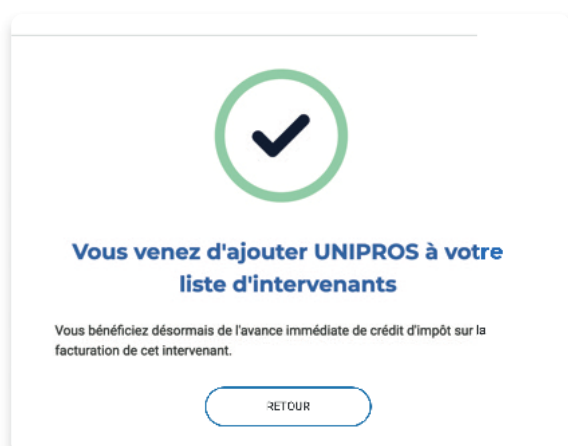 Vous venez d'ajouter UNIPROS à votre
liste d'intervenants
Vous bénéficiez désormais de l'avance immédiate de crédit d'impôt sur la
facturation de cet intervenant.
RETOUR